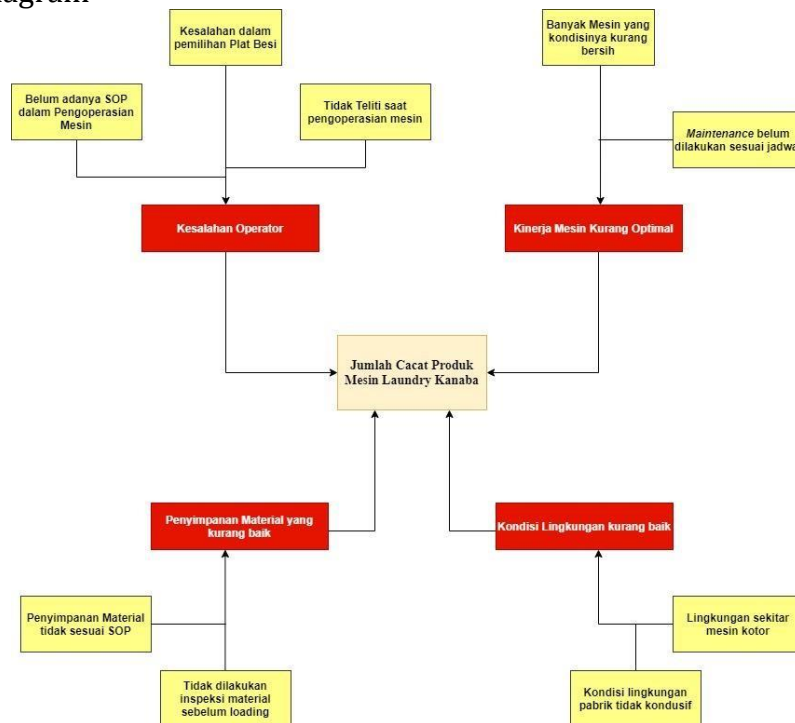 Kesalahan dalam
pemilihan Plat Besi
Banyak Mesin yang
kondisinya kurang
bersih
Belum adanya SOP
dalam Pengoperasian
Mesin
Tidak Teliti saat
pengoperasian mesin
Maintenance belum
dilakukan sesuai jadwa
Kesalahan Operator
Kinerja Mesin Kurang Optimal
Jumlah Cacat Produk
Mesin Laundry Kanaba
Penyimpanan Material yang
kurang baik
Kondisi Lingkungan kurang baik
Penyimpanan Material
tidak sesuai SOP
Lingkungan sekitar
mesin kotor
Tidak dilakukan
inspeksi material
sebelum loading
Kondisi lingkungan
pabrik tidak kondusif